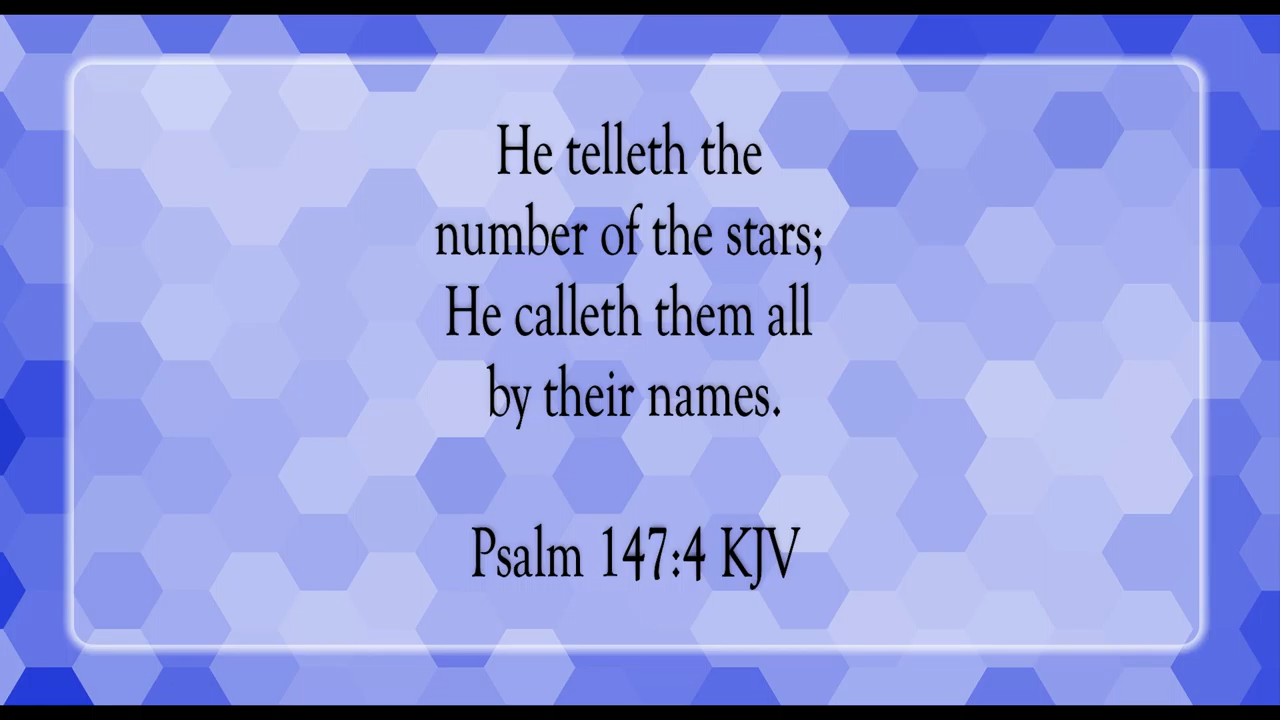 He telleth the
number of the stars;
He calleth them all
by their names.
Psalm 147:4 KJV